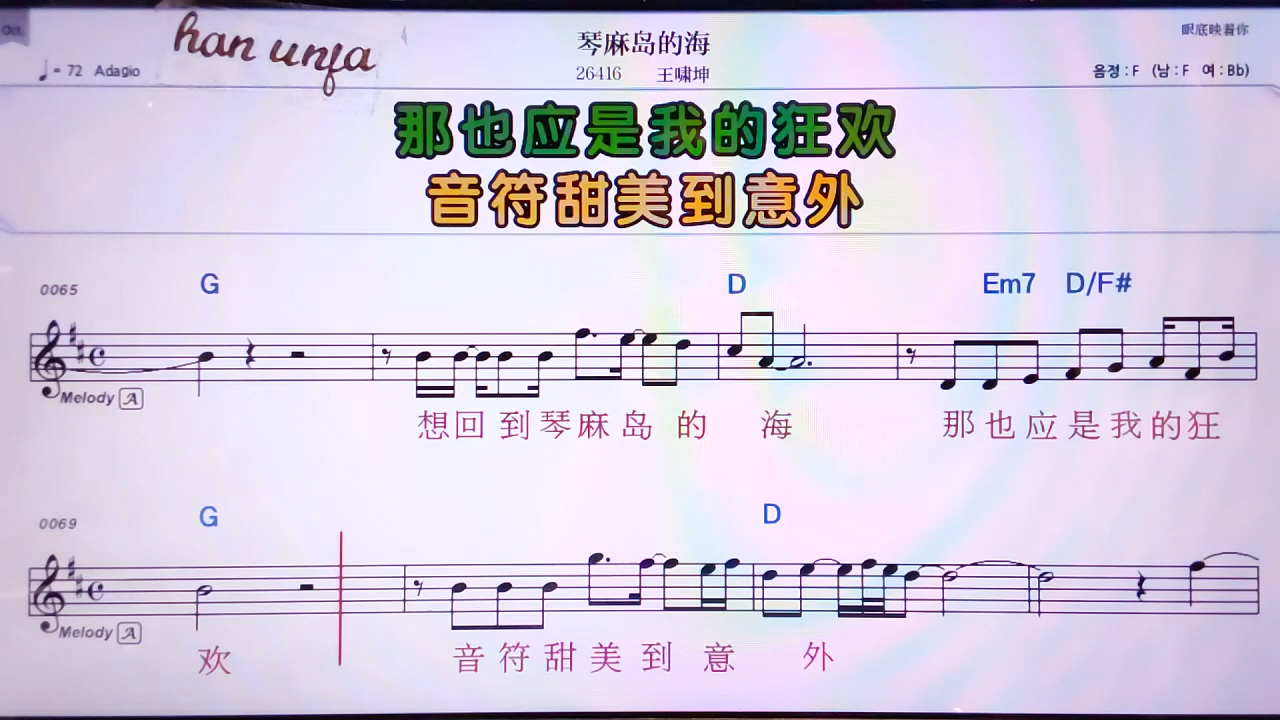 Oct.
han unfa
琴麻岛的海
眼底映着你
♩= 72 Adagio
26416 王啸坤
음정 : F (남 : F 여 : Bb)
那也应是我的狂欢
音符甜美到意外
0065 G D Em7 D/F#
Melody A
想回到琴麻岛的海 那也应是我的狂
0069 G D
Melody A
欢 音符甜美到意外